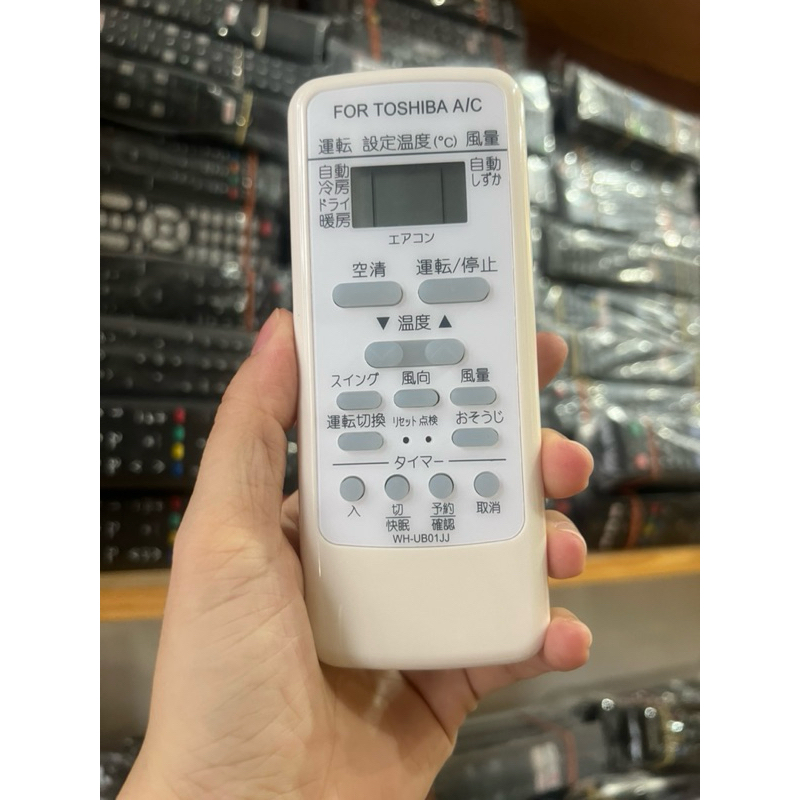 FOR TOSHIBA A/C
運転 設定温度(℃) 風量
自動 自動
冷房 しずか
ドライ
暖房
エアコン
空清 運転/停止
▼ 温度 ▲
スイング 風向 風量
運転切換 リセット 点検 おそうじ
タイマー
入 切 予約 取消
快眠 確認
WH-UB01JJ